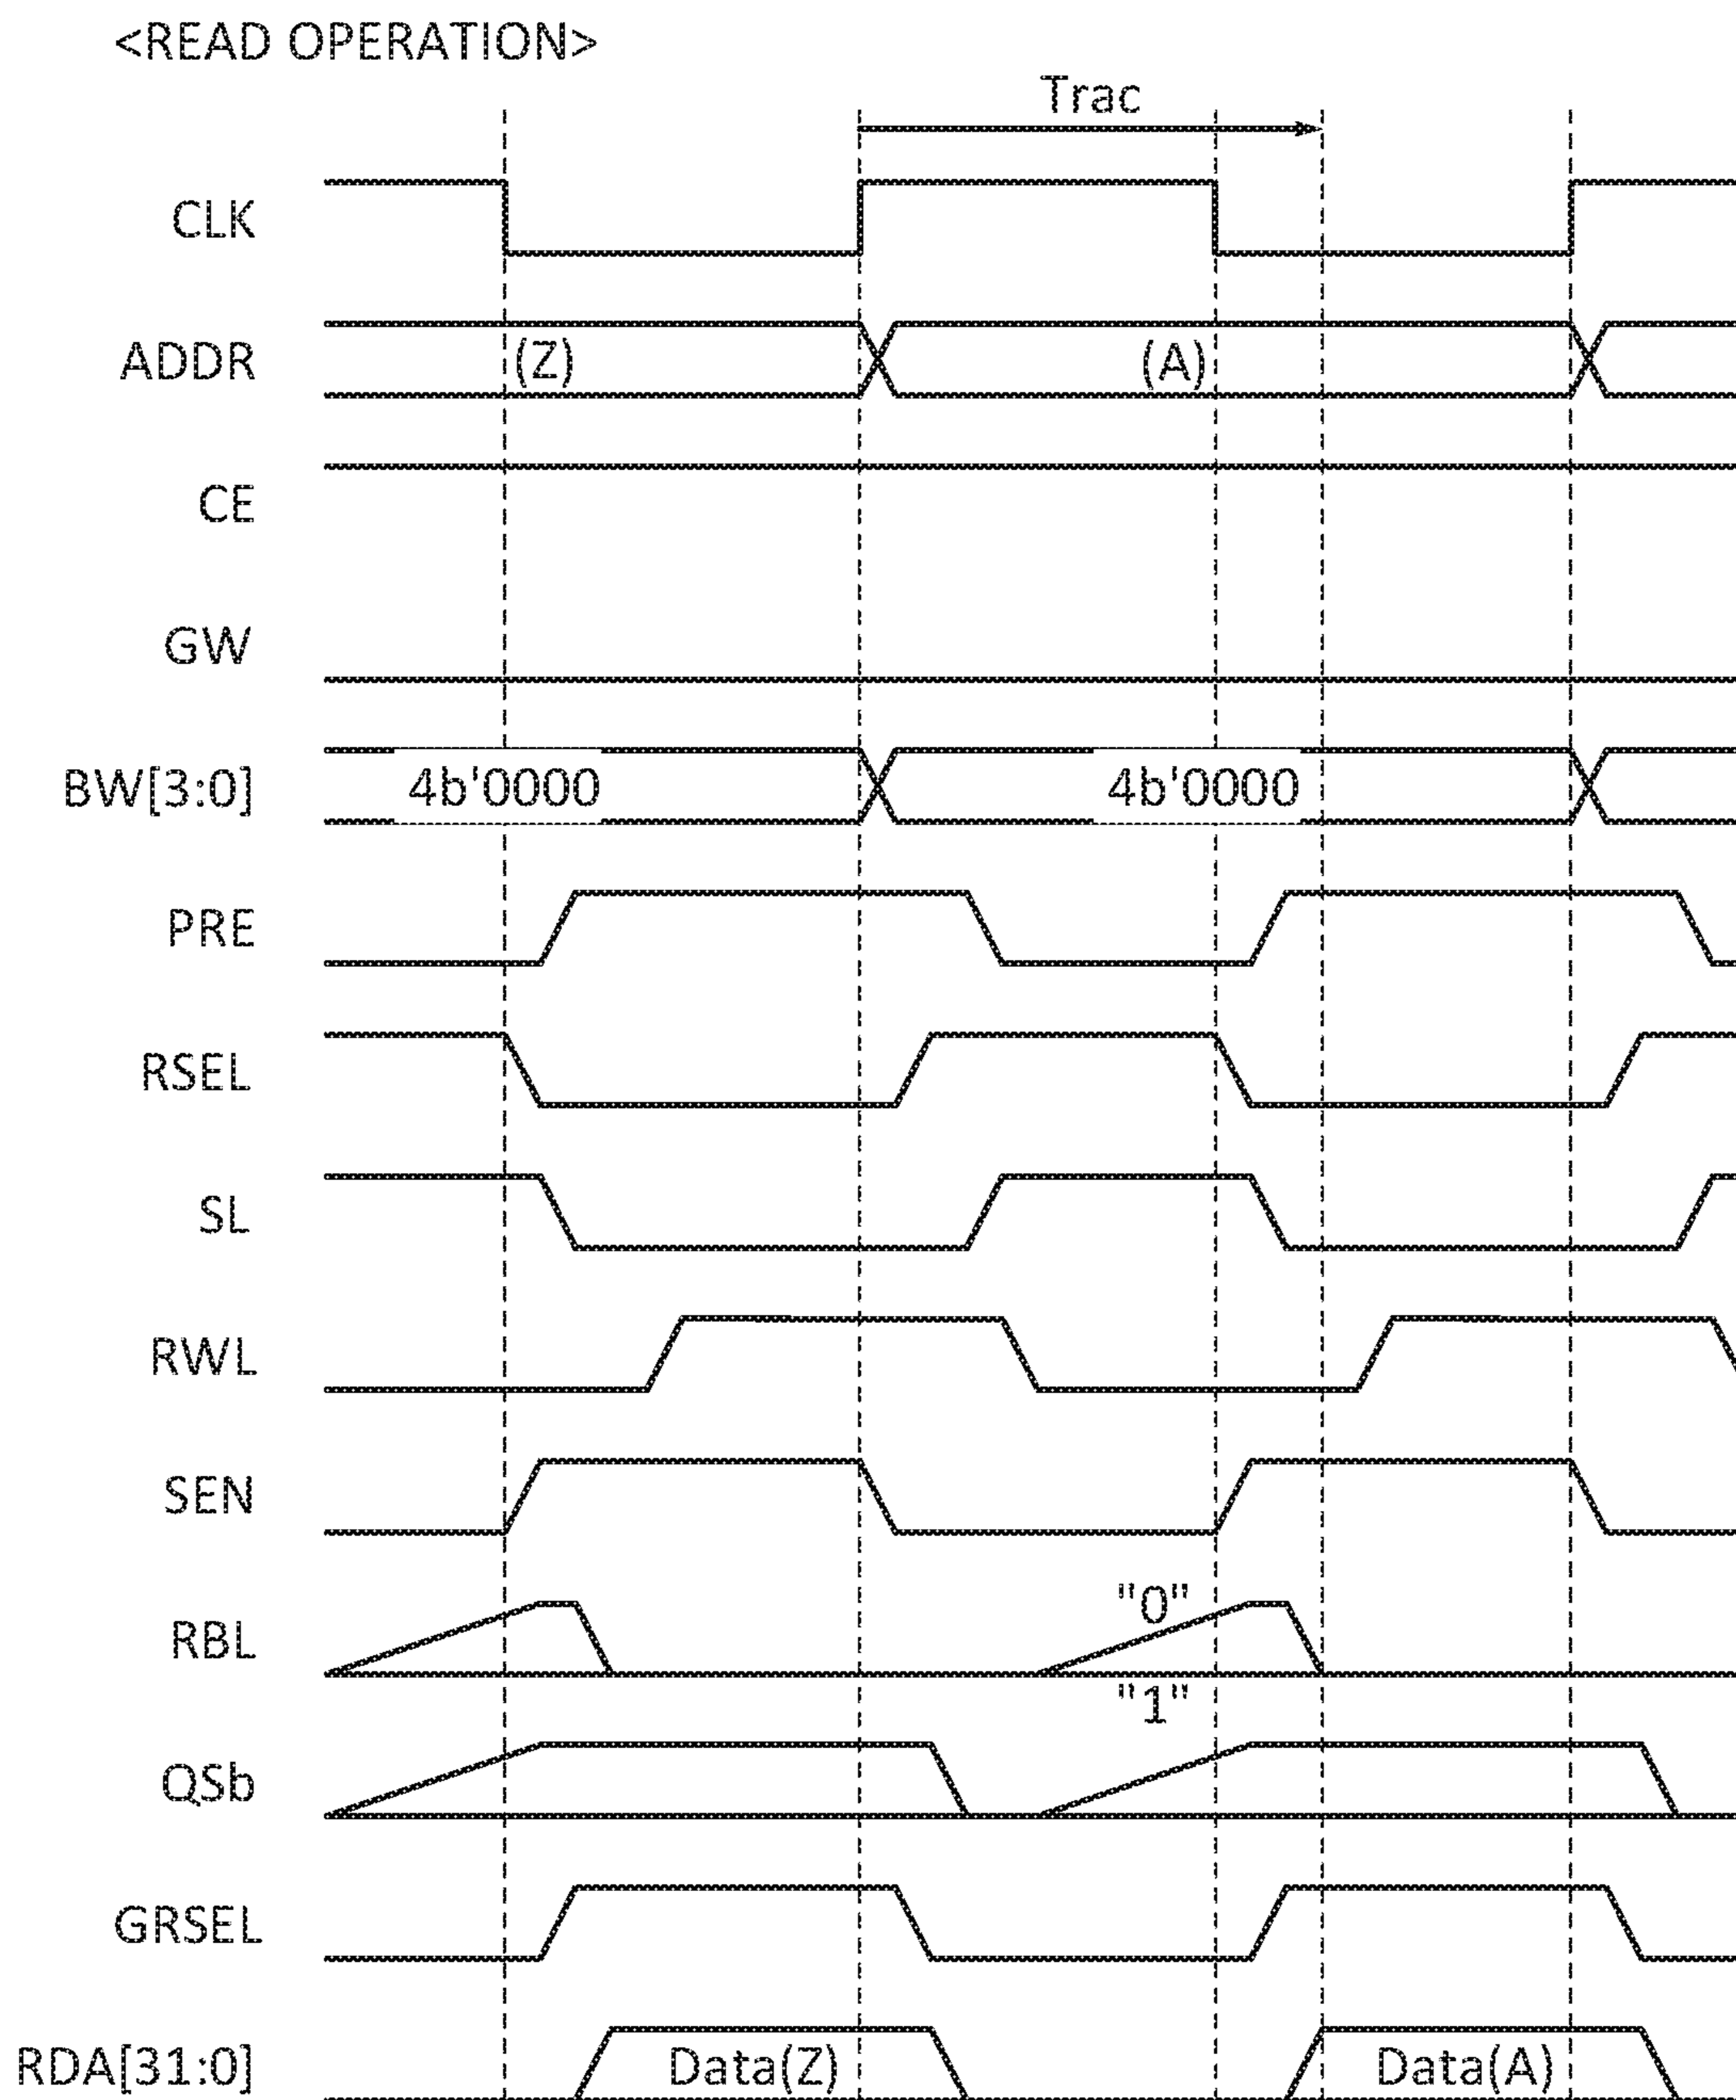 <READ OPERATION>
Trac
CLK
ADDR (Z) (A)
CE
GW
BW[3:0] 4b'0000 4b'0000
PRE
RSEL
SL
RWL
SEN
"0"
RBL
"1"
QSb
GRSEL
RDA[31:0] Data(Z) Data(A)